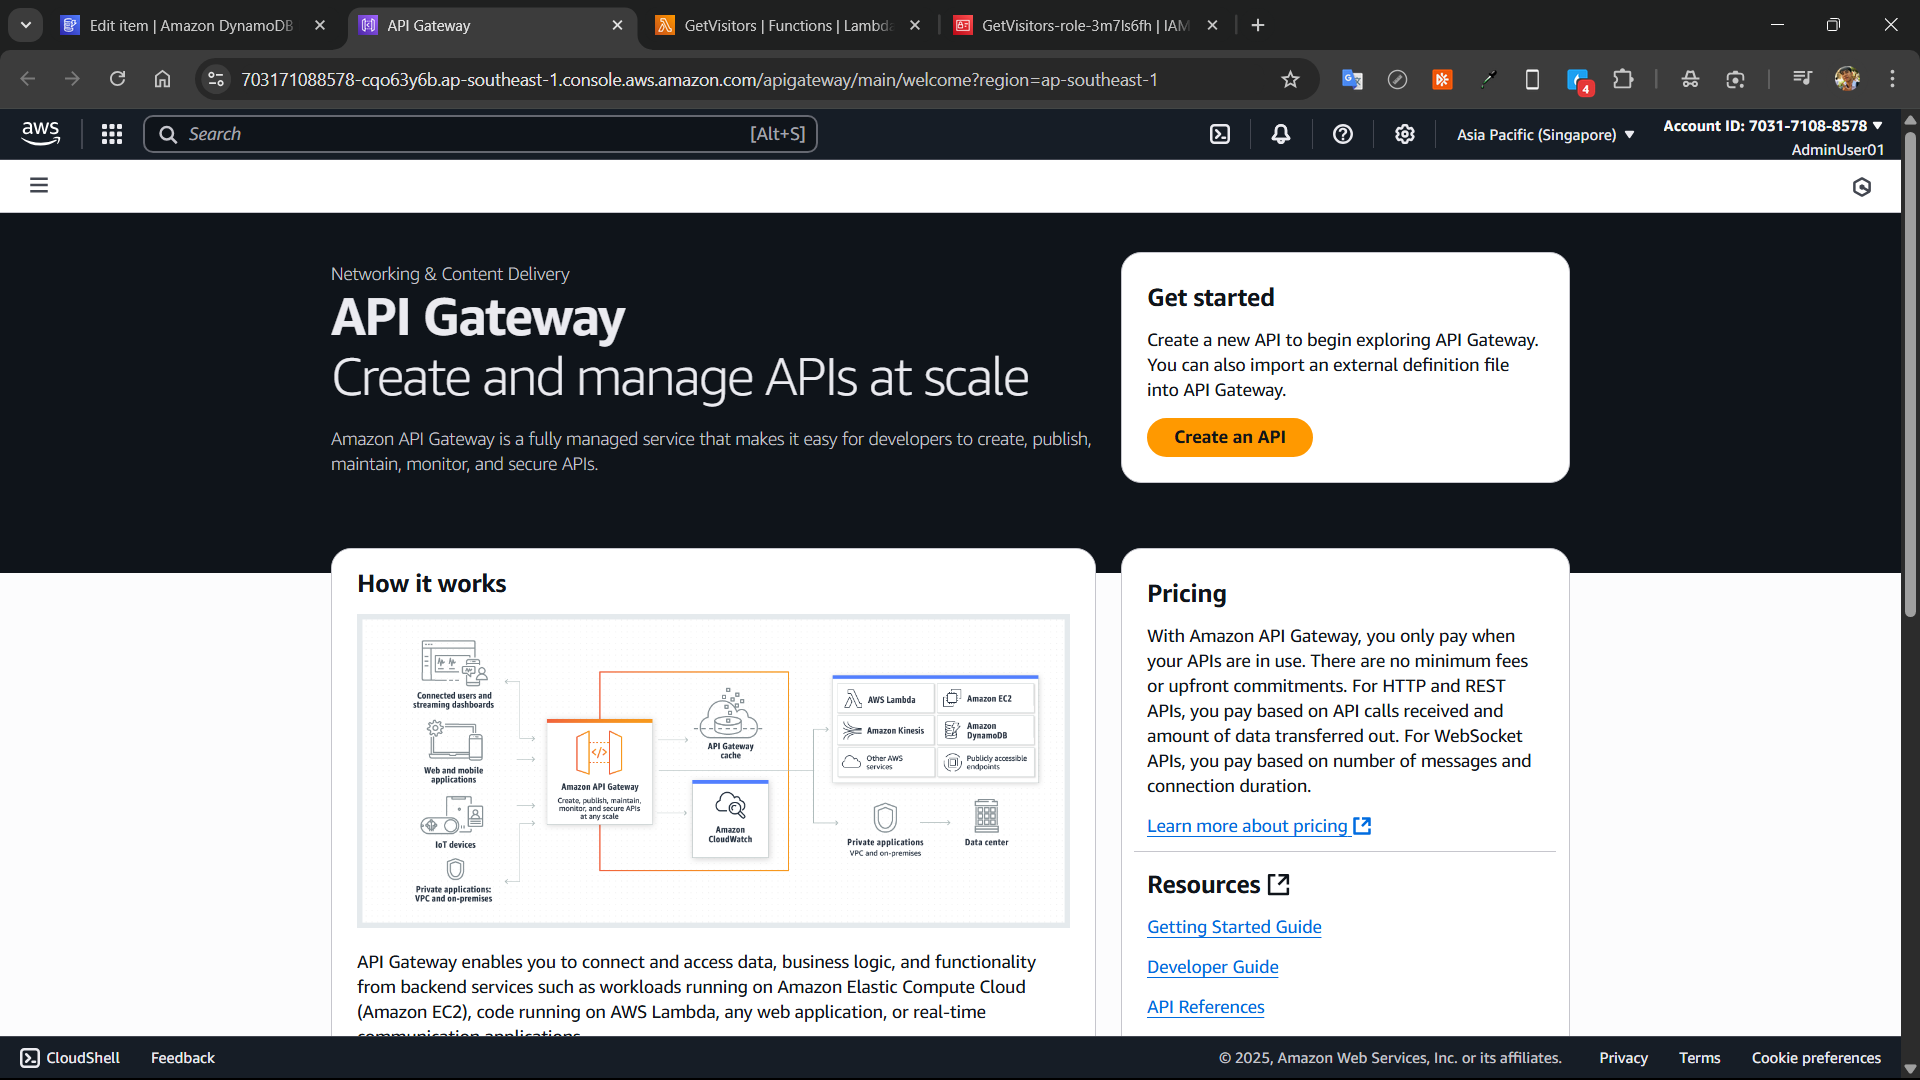 Edit item | Amazon DynamoDB
API Gateway
GetVisitors | Functions | Lambda
GetVisitors-role-3m7ls6fh | IAM
703171088578-cqo63y6b.ap-southeast-1.console.aws.amazon.com/apigateway/main/welcome?region=ap-southeast-1
4
aws
Search
[Alt+S]
Asia Pacific (Singapore)
Account ID: 7031-7108-8578
AdminUser01
Networking & Content Delivery
API Gateway
Create and manage APIs at scale
Amazon API Gateway is a fully managed service that makes it easy for developers to create, publish,
maintain, monitor, and secure APIs.
Get started
Create a new API to begin exploring API Gateway.
You can also import an external definition file
into API Gateway.
Create an API
How it works
Connected users and
streaming dashboards
Web and mobile
applications
IoT devices
Private applications:
VPC and on-premises
Amazon API Gateway
Create, publish, maintain,
monitor, and secure APIs
at any scale
API Gateway
cache
Amazon
CloudWatch
AWS Lambda
Amazon EC2
Amazon Kinesis
Amazon
DynamoDB
Other AWS
services
Publicly accessible
endpoints
Private applications
VPC and on-premises
Data center
API Gateway enables you to connect and access data, business logic, and functionality
from backend services such as workloads running on Amazon Elastic Compute Cloud
(Amazon EC2), code running on AWS Lambda, any web application, or real-time
communication applications.
Pricing
With Amazon API Gateway, you only pay when
your APIs are in use. There are no minimum fees
or upfront commitments. For HTTP and REST
APIs, you pay based on API calls received and
amount of data transferred out. For WebSocket
APIs, you pay based on number of messages and
connection duration.
Learn more about pricing
Resources
Getting Started Guide
Developer Guide
API References
CloudShell
Feedback
© 2025, Amazon Web Services, Inc. or its affiliates.
Privacy
Terms
Cookie preferences